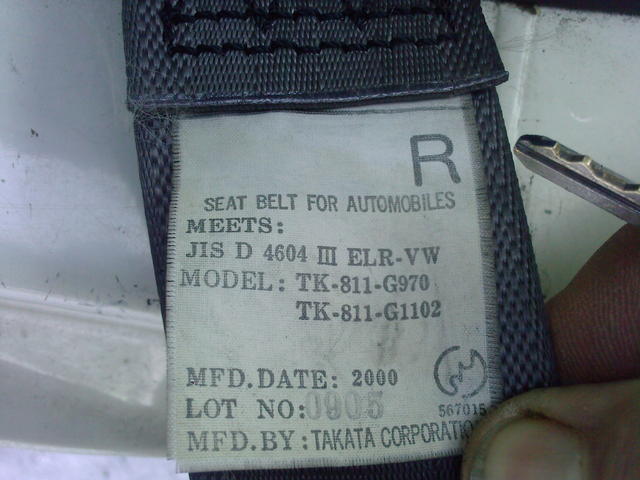 R
SEAT BELT FOR AUTOMOBILES
MEETS:
JIS D 4604 III ELR-VW
MODEL: TK-811-G970
TK-811-G1102
MFD.DATE: 2000
LOT NO:0905
567015
MFD.BY: TAKATA CORPORATIO